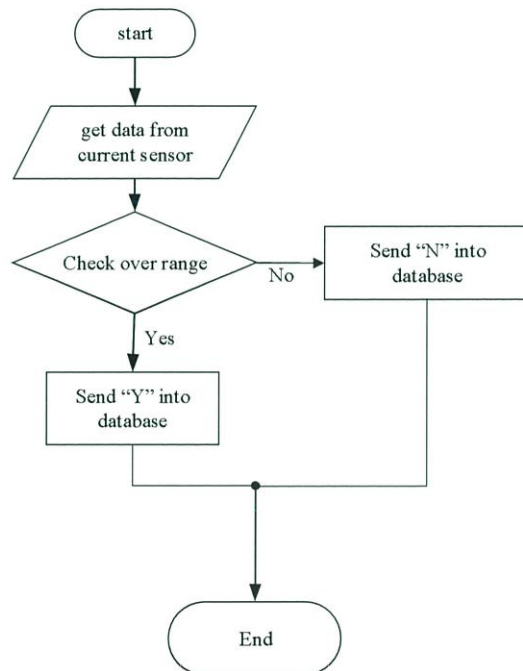 start
get data from
current sensor
Check over range
No
Send “N” into
database
Yes
Send “Y” into
database
End